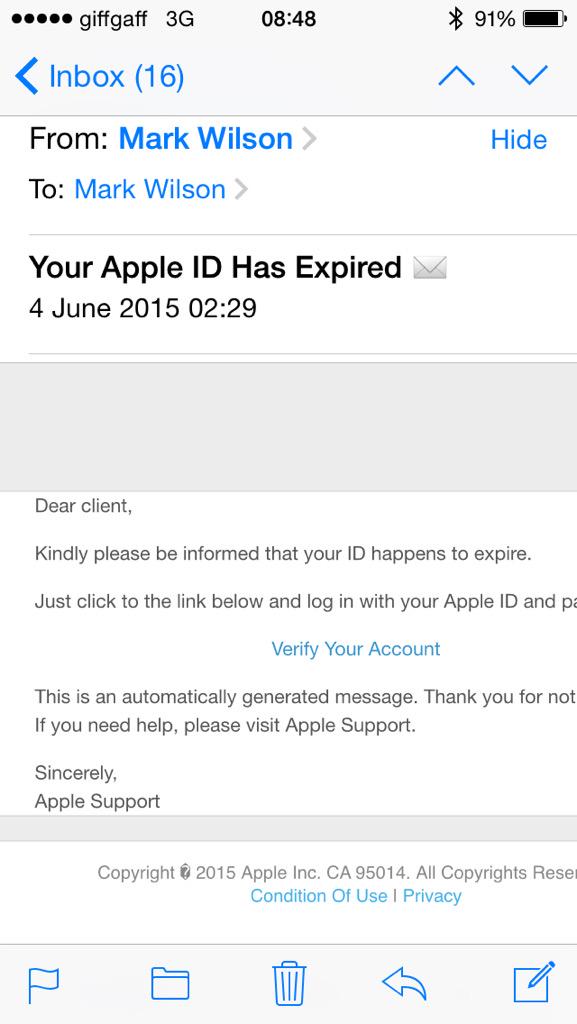 giffgaff 3G 08:48 91%
Inbox (16)
From: Mark Wilson Hide
To: Mark Wilson
Your Apple ID Has Expired ✉️
4 June 2015 02:29
Dear client,
Kindly please be informed that your ID happens to expire.
Just click to the link below and log in with your Apple ID and pa
Verify Your Account
This is an automatically generated message. Thank you for not
If you need help, please visit Apple Support.
Sincerely,
Apple Support
Copyright � 2015 Apple Inc. CA 95014. All Copyrights Reser
Condition Of Use | Privacy